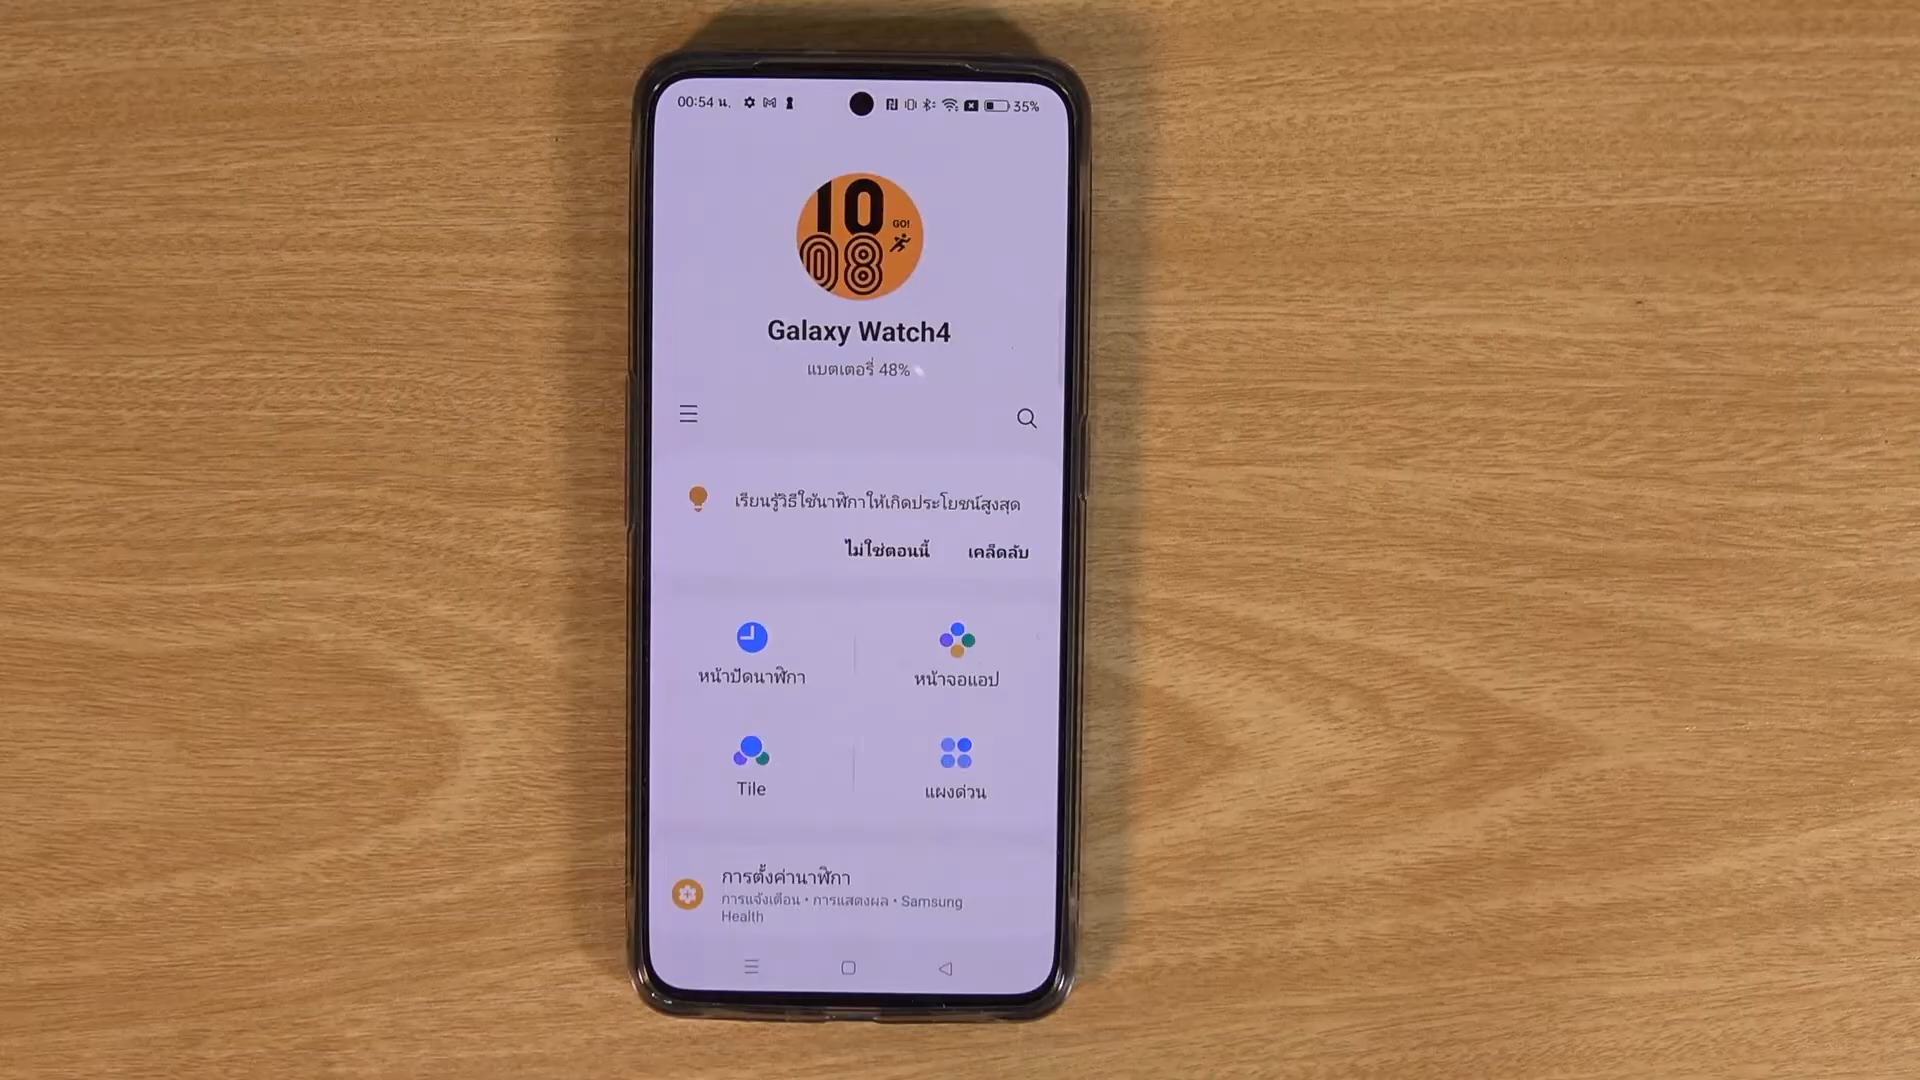 00:54 น. 35%
10
08
GO!
Galaxy Watch4
แบตเตอรี่ 48%
เรียนรู้วิธีใช้นาฬิกาให้เกิดประโยชน์สูงสุด
ไม่ใช่ตอนนี้ เคล็ดลับ
หน้าปัดนาฬิกา หน้าจอแอป
Tile แผงด่วน
การตั้งค่านาฬิกา
การแจ้งเตือน • การแสดงผล • Samsung
Health